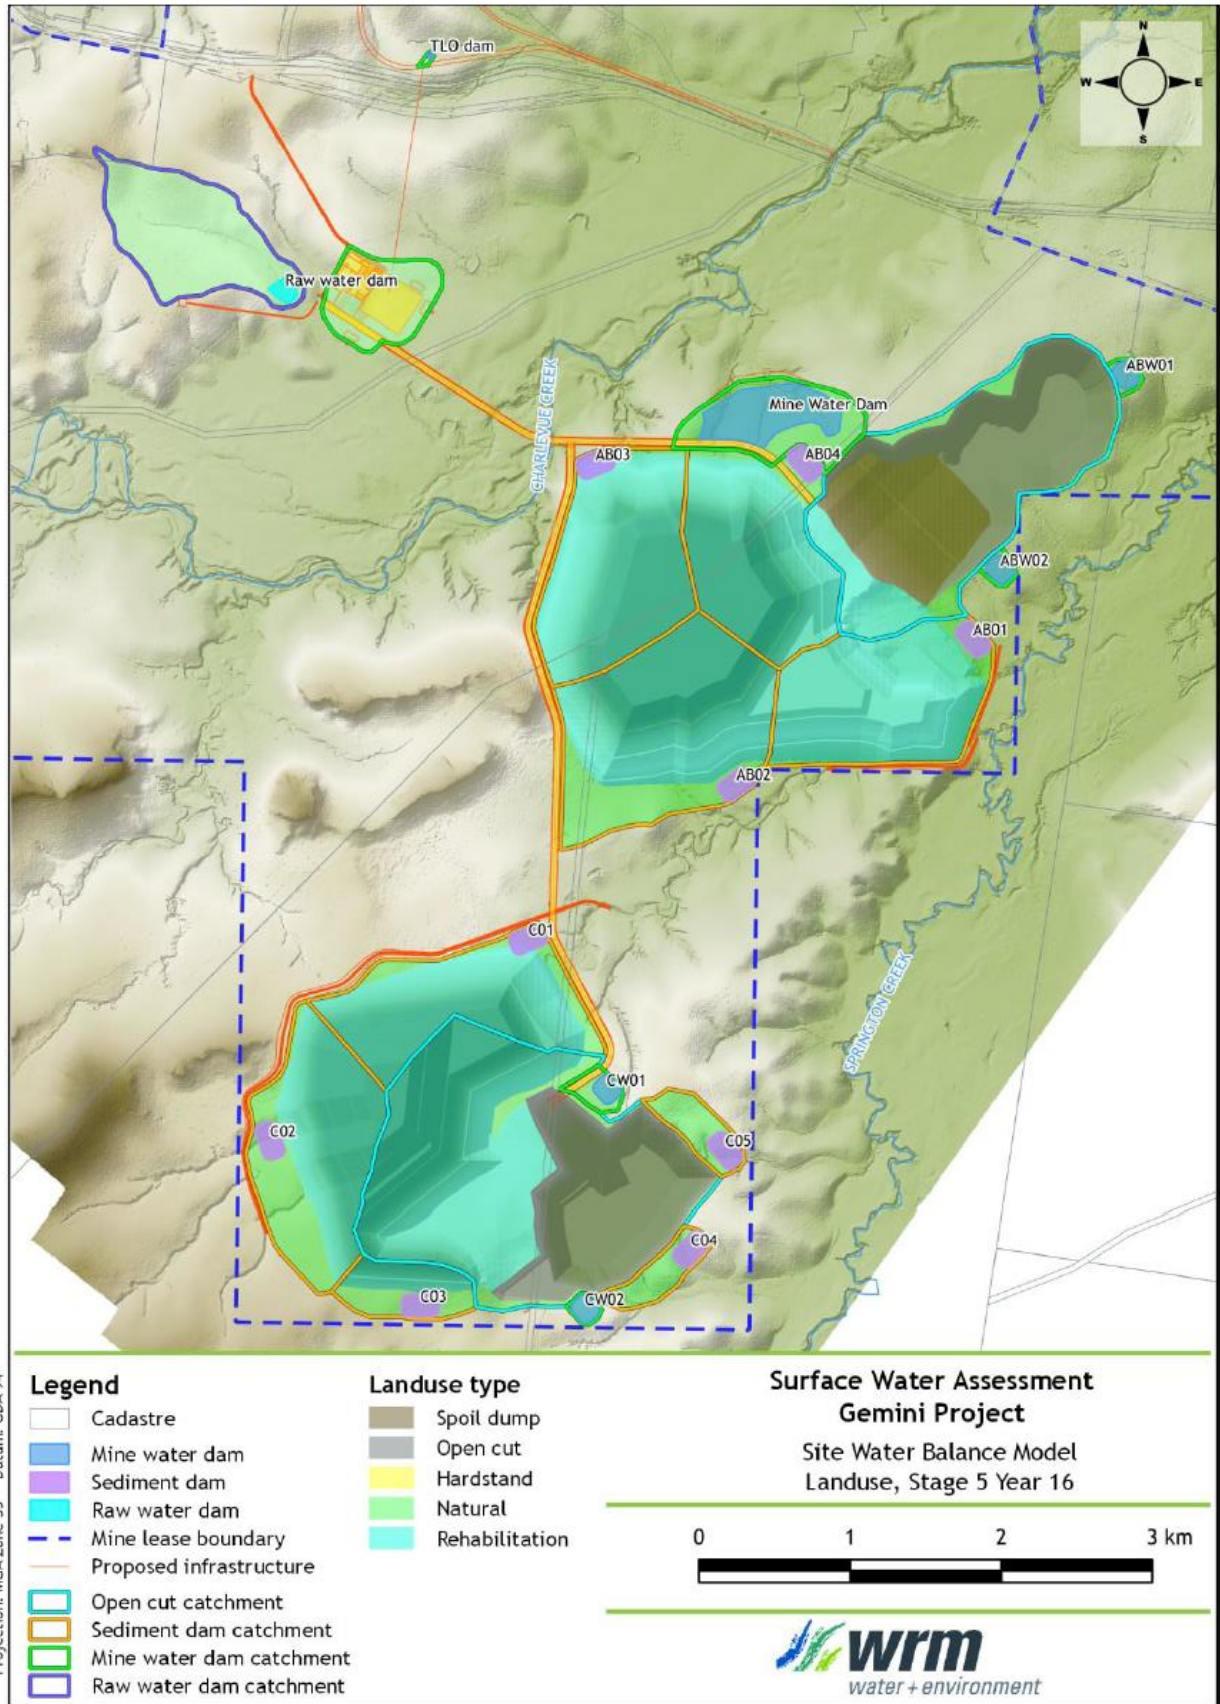 TLO dam
N
W
E
S
Raw water dam
ABW01
CHARLEVUE CREEK
Mine Water Dam
AB03
AB04
ABW02
AB01
AB02
C01
SPRINGTON CREEK
CW01
C02
C05
C04
C03
CW02
Legend
Cadastre
Mine water dam
Sediment dam
Raw water dam
Mine lease boundary
Proposed infrastructure
Open cut catchment
Sediment dam catchment
Mine water dam catchment
Raw water dam catchment
Landuse type
Spoil dump
Open cut
Hardstand
Natural
Rehabilitation
Surface Water Assessment
Gemini Project
Site Water Balance Model
Landuse, Stage 5 Year 16
0 1 2 3 km
wrm
water + environment